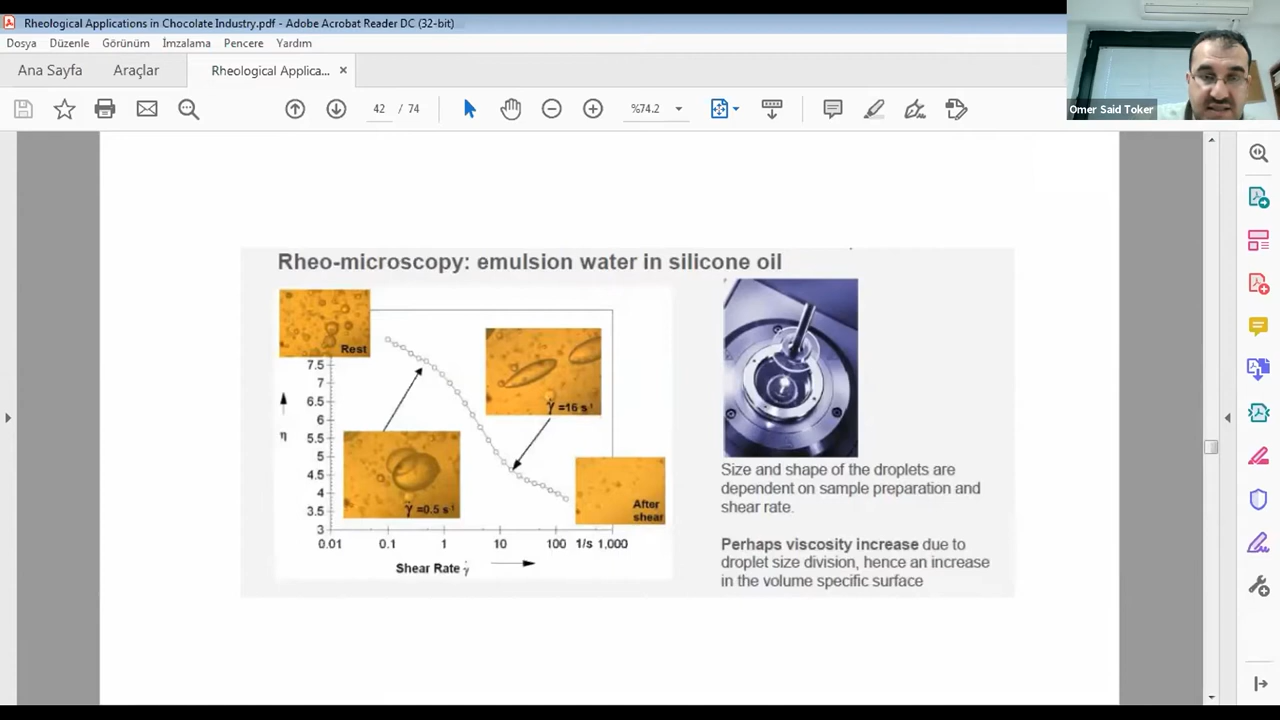 Rheological Applications in Chocolate Industry.pdf - Adobe Acrobat Reader DC (32-bit)
Dosya Düzenle Görünüm İmzalama Pencere Yardım
Ana Sayfa Araçlar Rheological Applica... ×
42 / 74 %74.2
Omer Said Toker
Rheo-microscopy: emulsion water in silicone oil
Rest
7.5
7
6.5
6
5.5
5
4.5
4
3.5
3
η
γ̇ =16 s⁻¹
γ̇ =0.5 s⁻¹
After
shear
0.01 0.1 1 10 100 1/s 1,000
Shear Rate γ̇
Size and shape of the droplets are
dependent on sample preparation and
shear rate.
Perhaps viscosity increase due to
droplet size division, hence an increase
in the volume specific surface